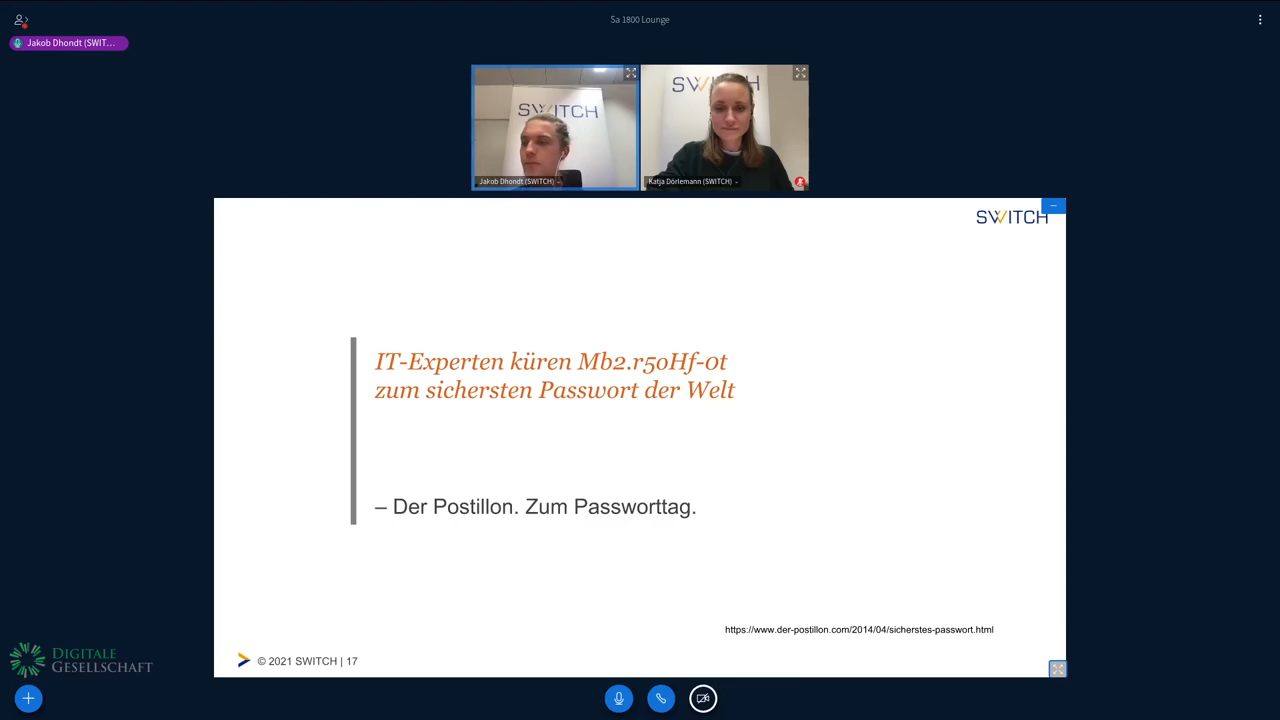 Sa 1800 Lounge
Jakob Dhondt (SWIT...
SWITCH
SWITCH
Jakob Dhondt (SWITCH)
Katja Dörlemann (SWITCH)
SWITCH
IT-Experten küren Mb2.r5oHf-0t
zum sichersten Passwort der Welt
– Der Postillon. Zum Passworttag.
https://www.der-postillon.com/2014/04/sicherstes-passwort.html
© 2021 SWITCH | 17
DIGITALE
GESELLSCHAFT